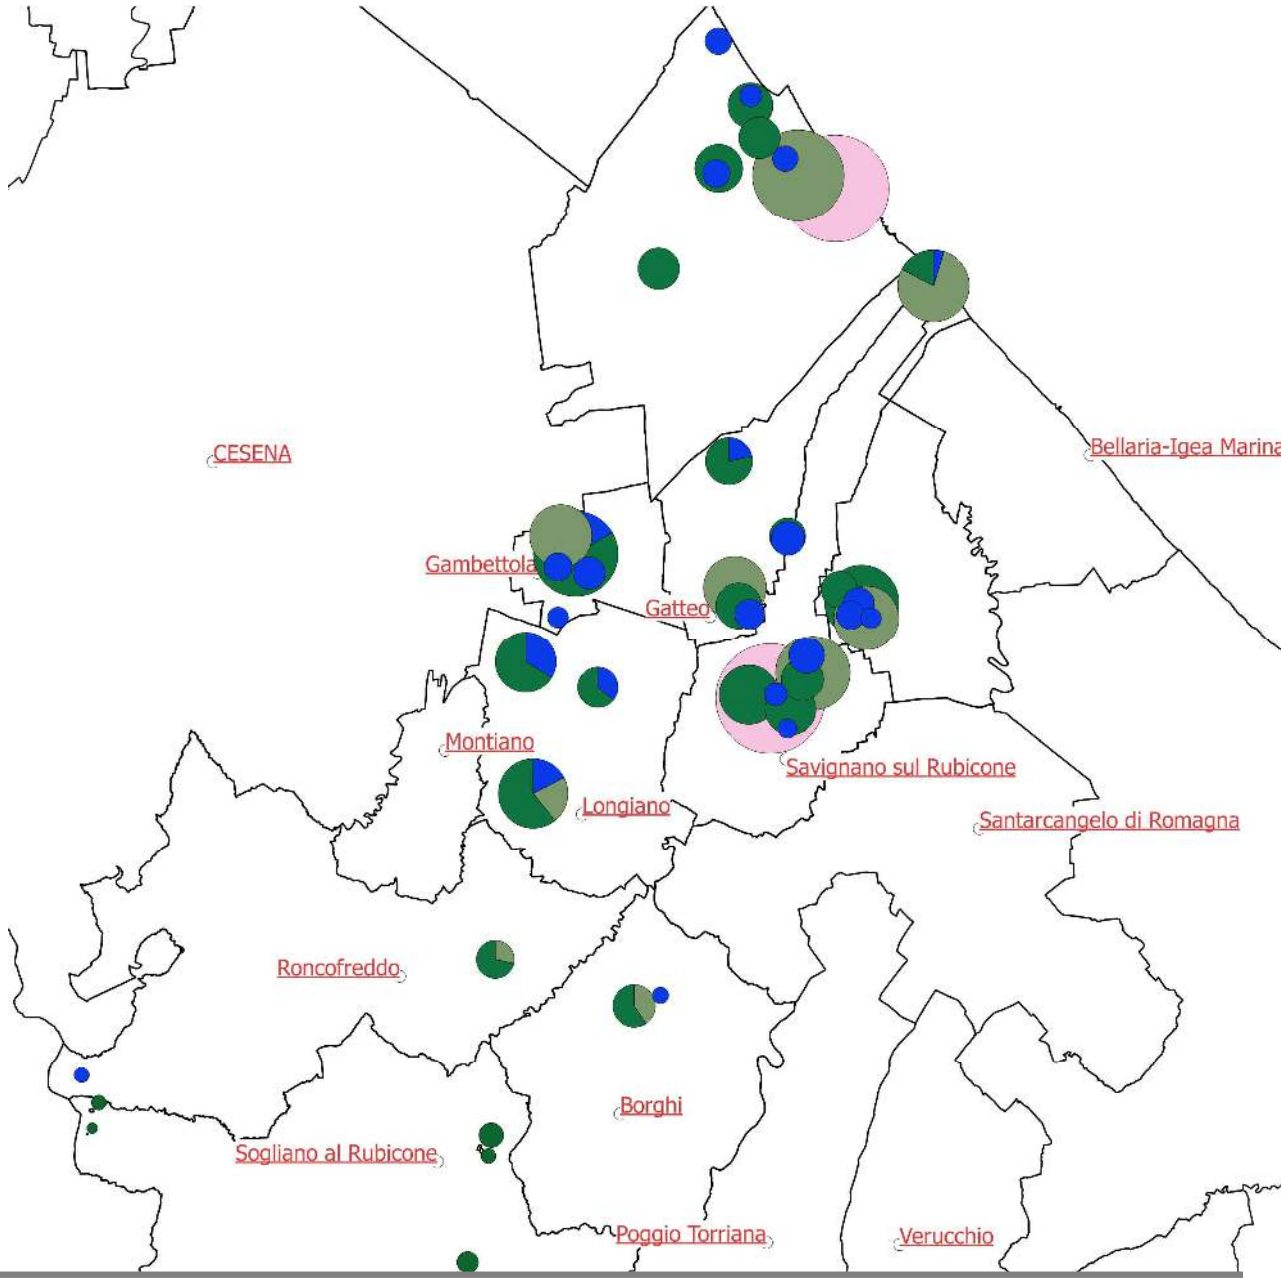 CESENA
Bellaria-Igea Marina
Gambettola
Gatteo
Montiano
Savignano sul Rubicone
Longiano
Santarcangelo di Romagna
Roncofreddo
Borghi
Sogliano al Rubicone
Poggio Torriana
Verucchio